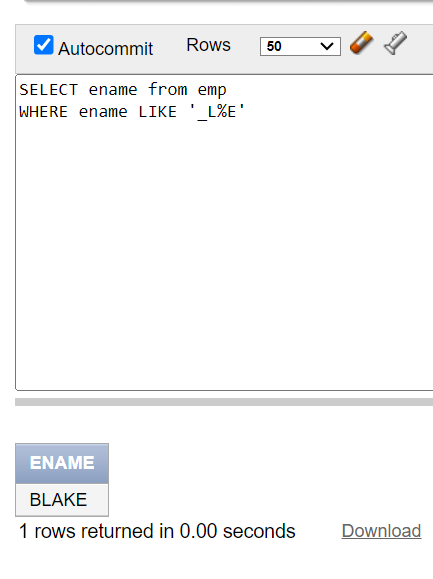 Autocommit Rows 50
SELECT ename from emp
WHERE ename LIKE '_L%E'
ENAME
BLAKE
1 rows returned in 0.00 seconds Download